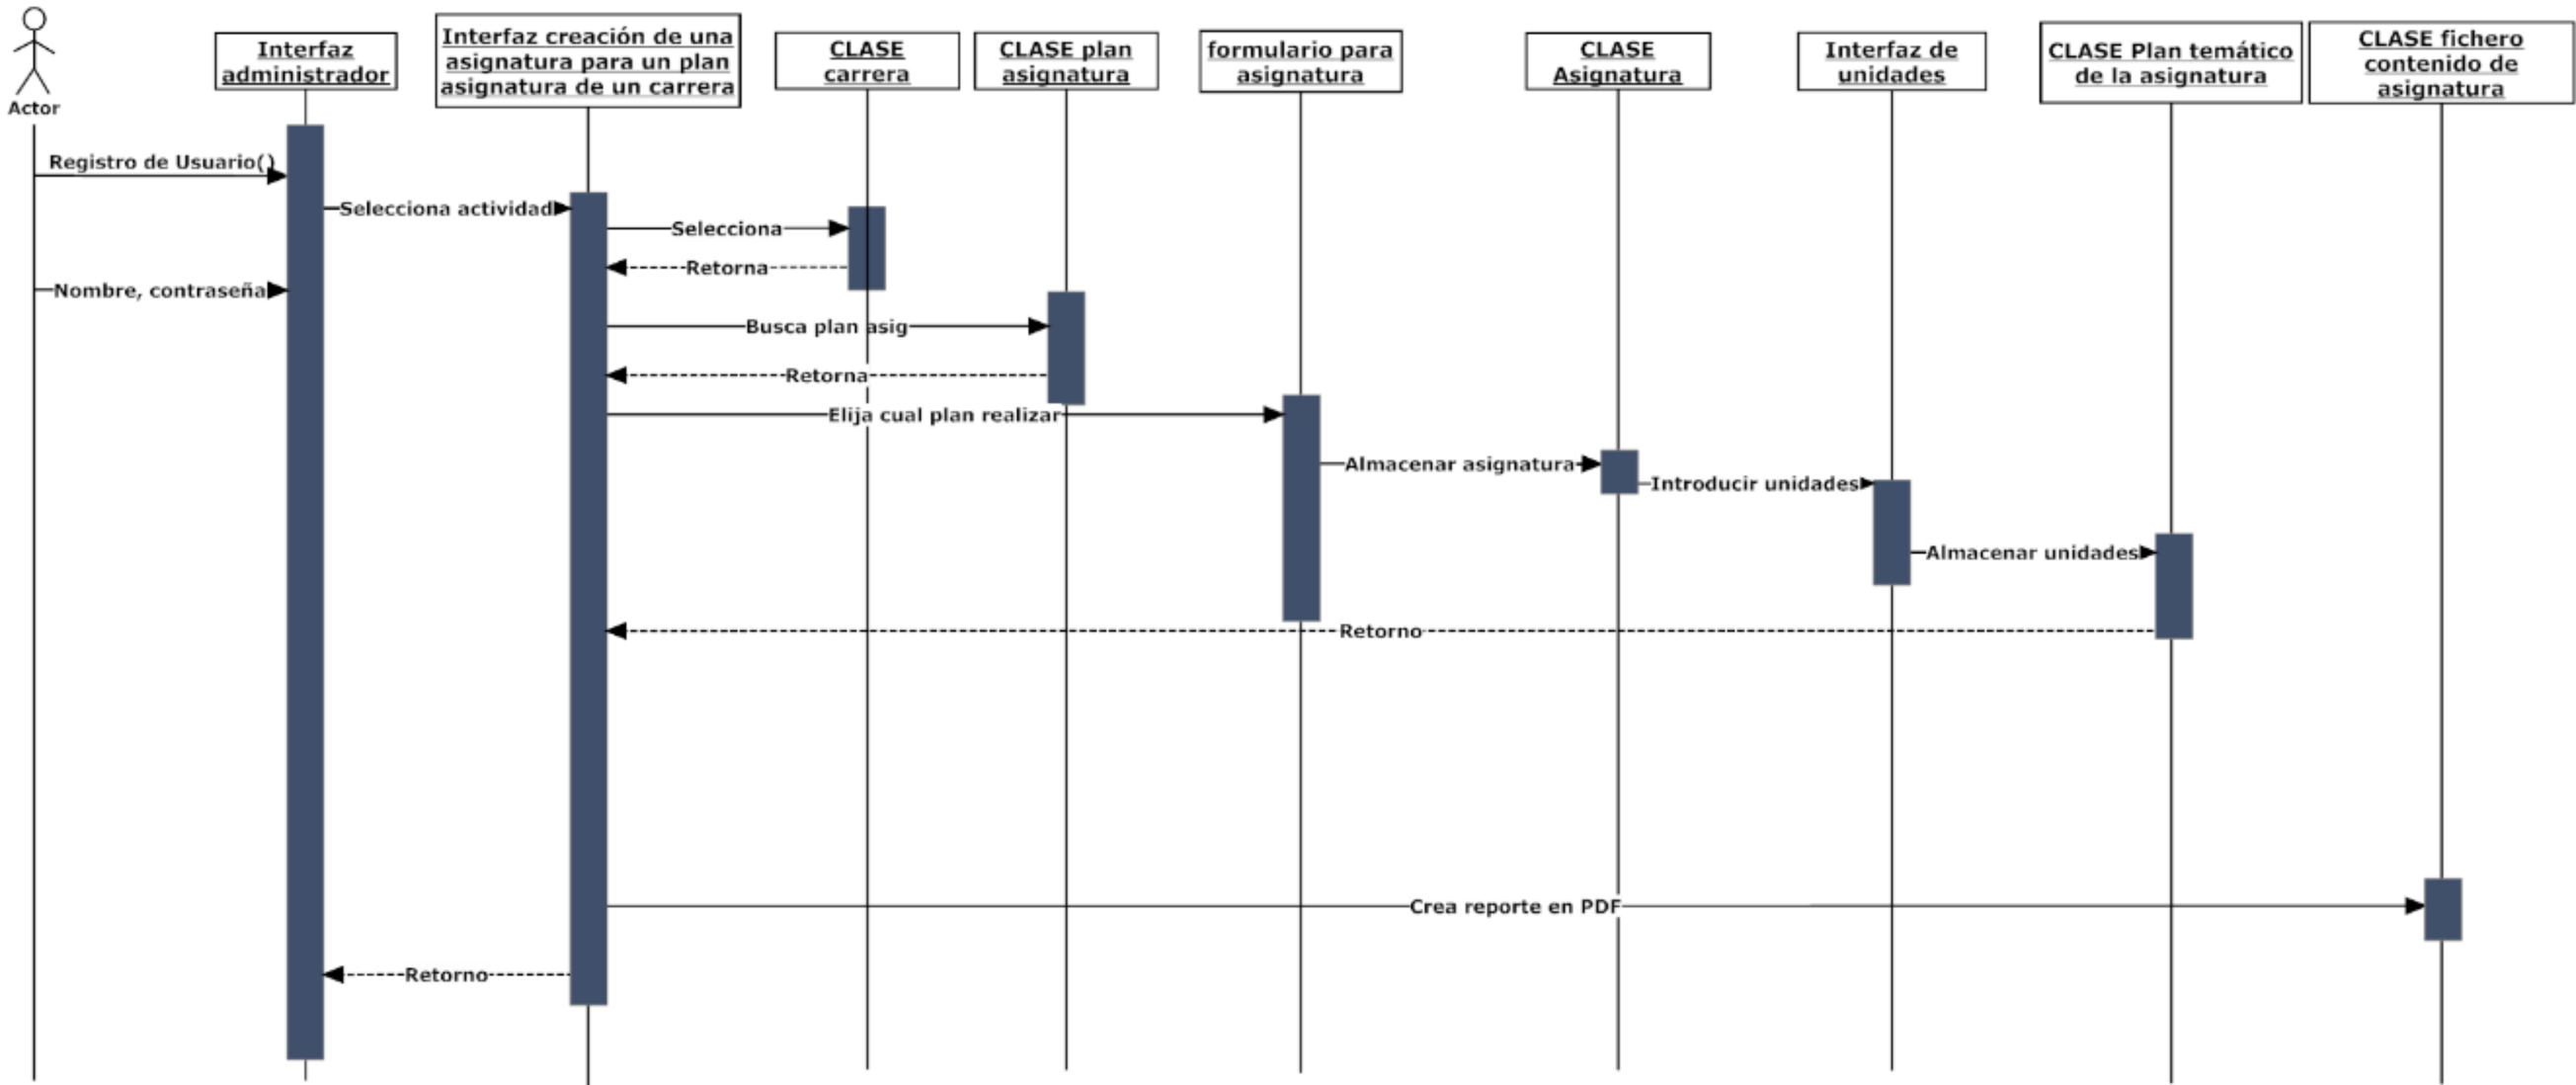 Actor
Interfaz
administrador
Interfaz creación de una
asignatura para un plan
asignatura de un carrera
CLASE
carrera
CLASE plan
asignatura
formulario para
asignatura
CLASE
Asignatura
Interfaz de
unidades
CLASE Plan temático
de la asignatura
CLASE fichero
contenido de
asignatura
Registro de Usuario()
Selecciona actividad
Selecciona
Retorna
Nombre, contraseña
Busca plan asig
Retorna
Elija cual plan realizar
Almacenar asignatura
Introducir unidades
Almacenar unidades
Retorno
Crea reporte en PDF
Retorno